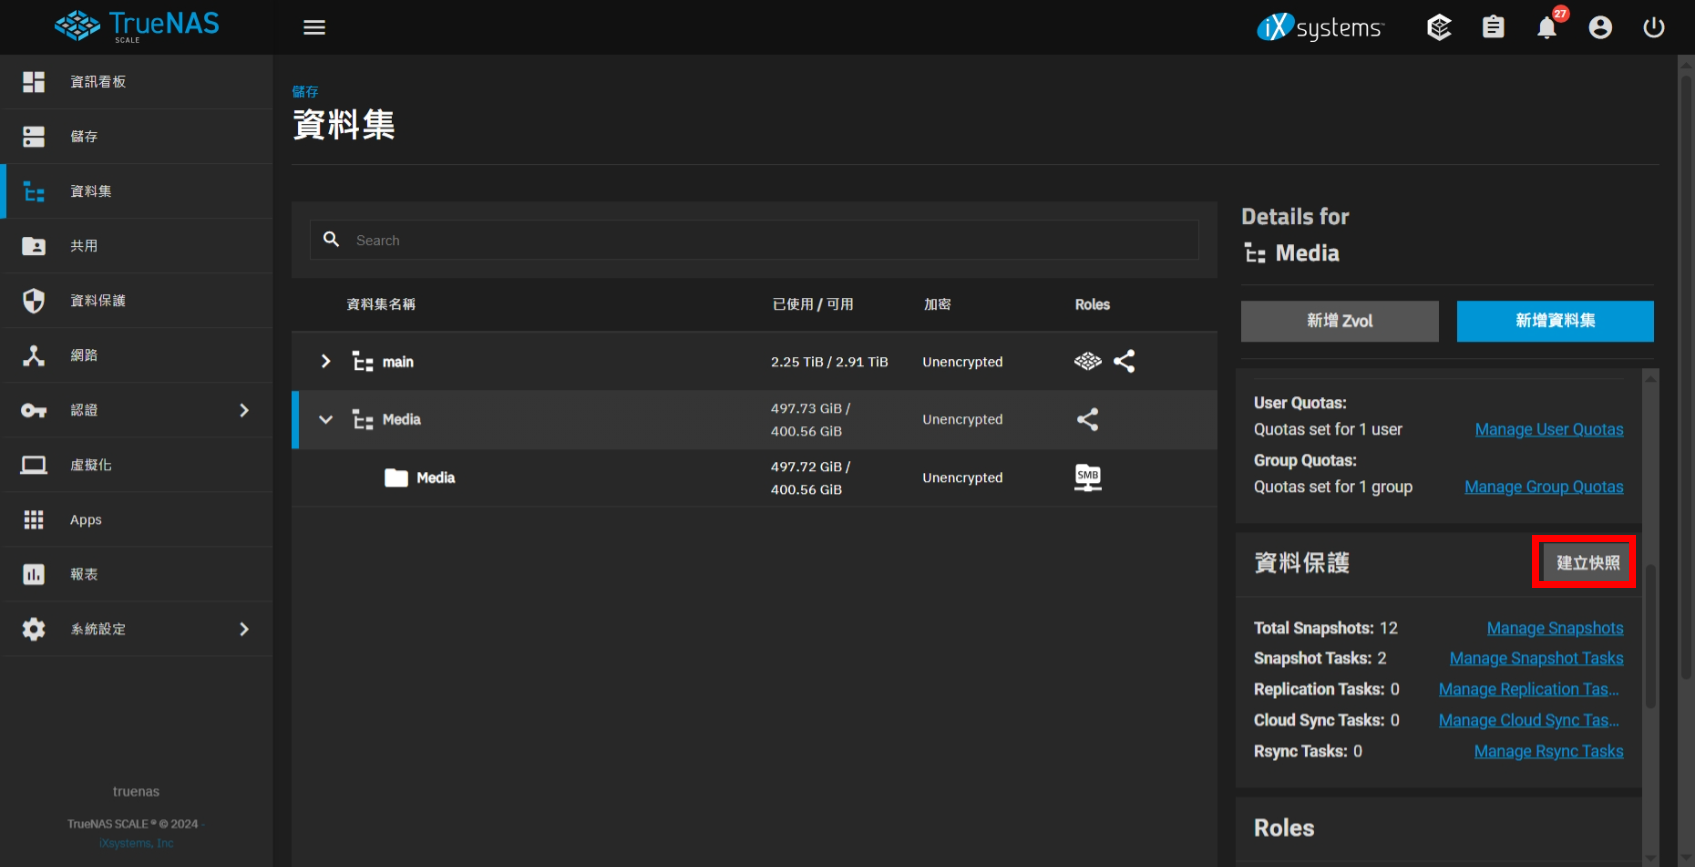 TrueNAS
SCALE
iXsystems™
27
資訊看板
儲存
資料集
共用
資料保護
網路
認證
虛擬化
Apps
報表
系統設定
truenas
TrueNAS SCALE ® © 2024 -
iXsystems, Inc
儲存
資料集
Search
資料集名稱 已使用 / 可用 加密 Roles
main 2.25 TiB / 2.91 TiB Unencrypted
Media 497.73 GiB / 400.56 GiB Unencrypted
Media 497.72 GiB / 400.56 GiB Unencrypted SMB
Details for
Media
新增 Zvol 新增資料集
User Quotas:
Quotas set for 1 user Manage User Quotas
Group Quotas:
Quotas set for 1 group Manage Group Quotas
資料保護 建立快照
Total Snapshots: 12 Manage Snapshots
Snapshot Tasks: 2 Manage Snapshot Tasks
Replication Tasks: 0 Manage Replication Tas...
Cloud Sync Tasks: 0 Manage Cloud Sync Tas...
Rsync Tasks: 0 Manage Rsync Tasks
Roles